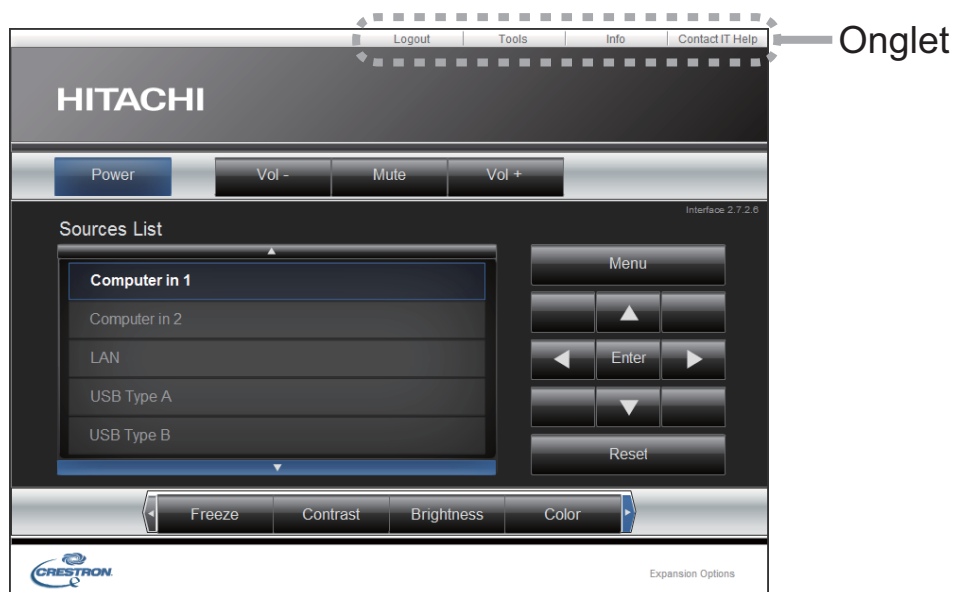 Logout Tools Info Contact IT Help
Onglet
HITACHI
Power Vol - Mute Vol +
Interface 2.7.2.6
Sources List
Menu
Computer in 1
Computer in 2
LAN
Enter
USB Type A
USB Type B
Reset
Freeze Contrast Brightness Color
CRESTRON
Expansion Options